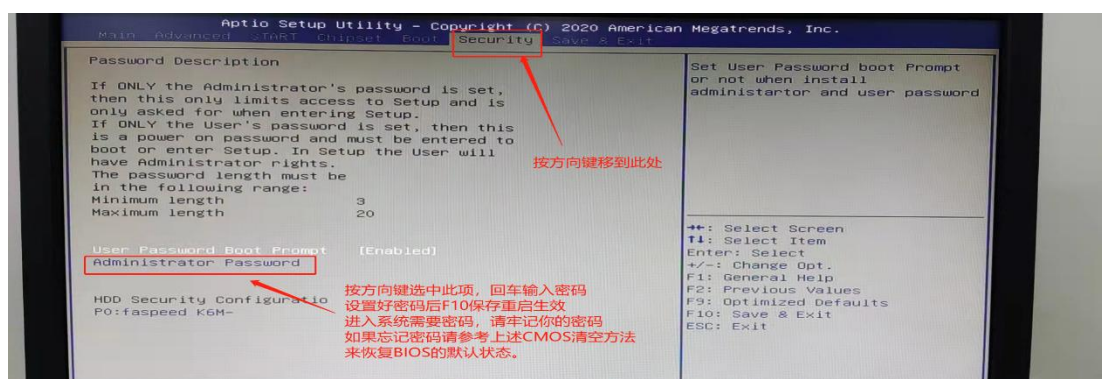 Aptio Setup Utility – Copyright (C) 2020 American Megatrends, Inc.
Main Advanced START Chipset Boot Security Save & Exit
Password Description
If ONLY the Administrator's password is set,
then this only limits access to Setup and is
only asked for when entering Setup.
If ONLY the User's password is set, then this
is a power on password and must be entered to
boot or enter Setup. In Setup the User will
have Administrator rights.
The password length must be
in the following range:
Minimum length 3
Maximum length 20
User Password Boot Prompt [Enabled]
Administrator Password
HDD Security Configuratio
P0:faspeed K6M-
Set User Password boot Prompt
or not when install
administartor and user password
按方向键移到此处
按方向键选中此项，回车输入密码
设置好密码后F10保存重启生效
进入系统需要密码，请牢记你的密码
如果忘记密码请参考上述CMOS清空方法
来恢复BIOS的默认状态。
→←: Select Screen
↑↓: Select Item
Enter: Select
+/-: Change Opt.
F1: General Help
F2: Previous Values
F9: Optimized Defaults
F10: Save & Exit
ESC: Exit